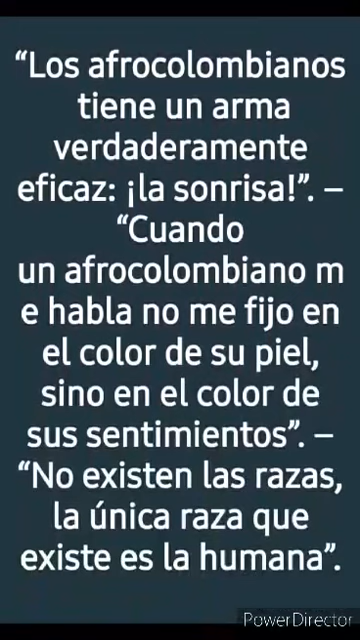 “Los afrocolombianos
tiene un arma
verdaderamente
eficaz: ¡la sonrisa!”. –
“Cuando
un afrocolombiano m
e habla no me fijo en
el color de su piel,
sino en el color de
sus sentimientos”. –
“No existen las razas,
la única raza que
existe es la humana”.
PowerDirector